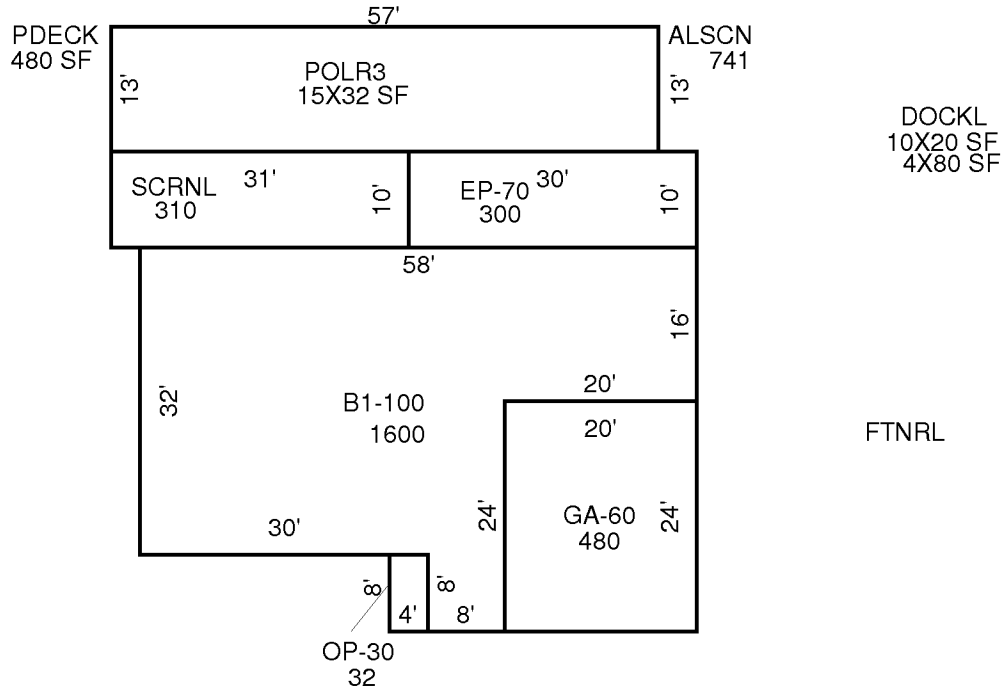 57'
PDECK
480 SF
ALSCN
741
13'
POLR3
15X32 SF
13'
DOCKL
10X20 SF
4X80 SF
SCRNL
310
31'
10'
EP-70
300
30'
10'
58'
16'
32'
B1-100
1600
20'
20'
FTNRL
24'
GA-60
480
24'
30'
8'
4'
8'
8'
OP-30
32